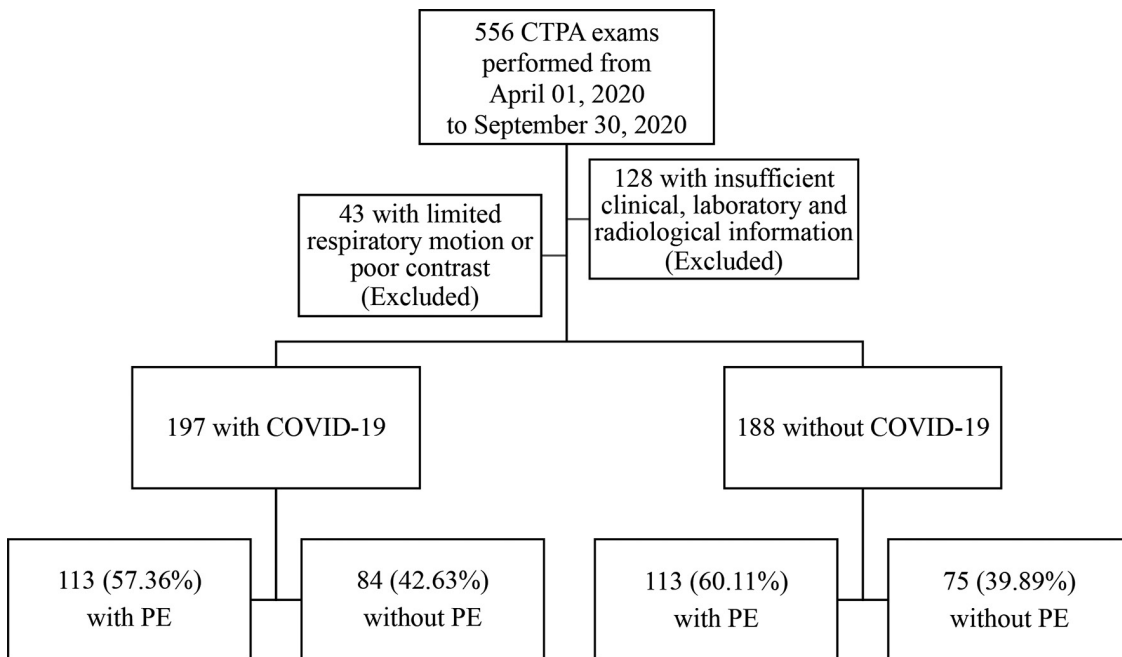 556 CTPA exams
performed from
April 01, 2020
to September 30, 2020
128 with insufficient
clinical, laboratory and
radiological information
(Excluded)
43 with limited
respiratory motion or
poor contrast
(Excluded)
197 with COVID-19
188 without COVID-19
113 (57.36%)
with PE
84 (42.63%)
without PE
113 (60.11%)
with PE
75 (39.89%)
without PE